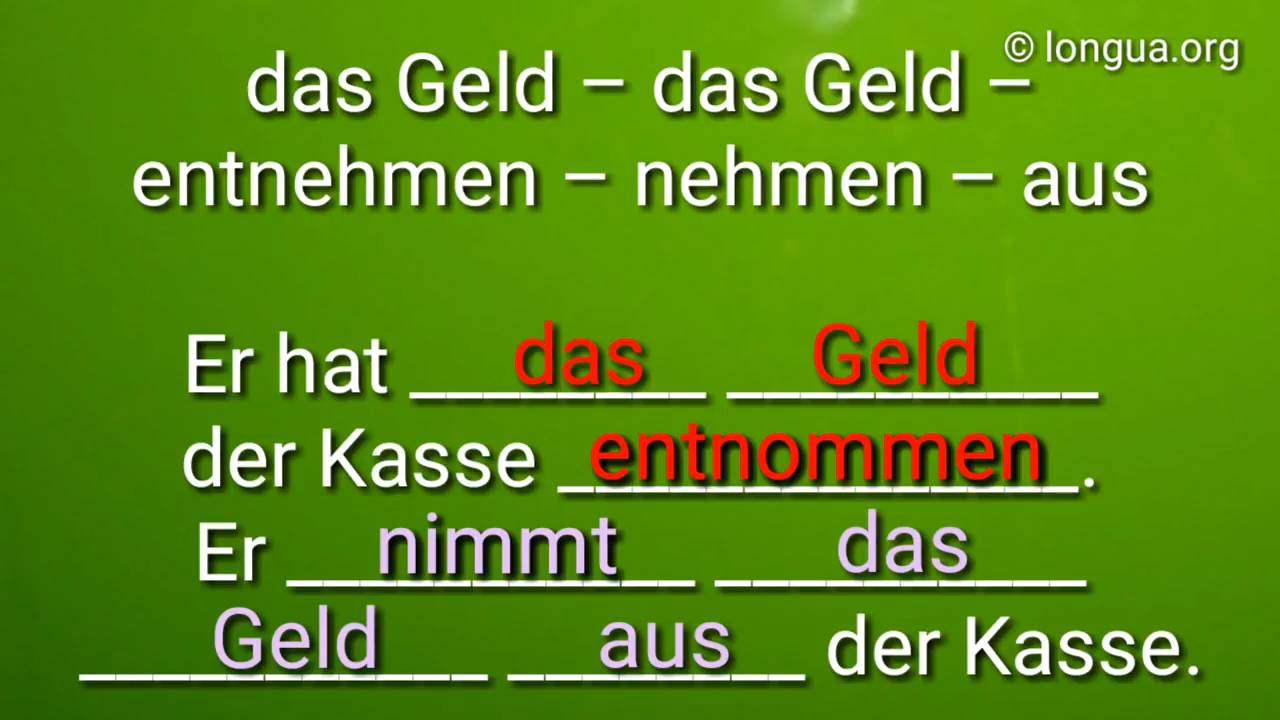 © longua.org
das Geld – das Geld –
entnehmen – nehmen – aus
Er hat das Geld
der Kasse entnommen.
Er nimmt das
Geld aus der Kasse.